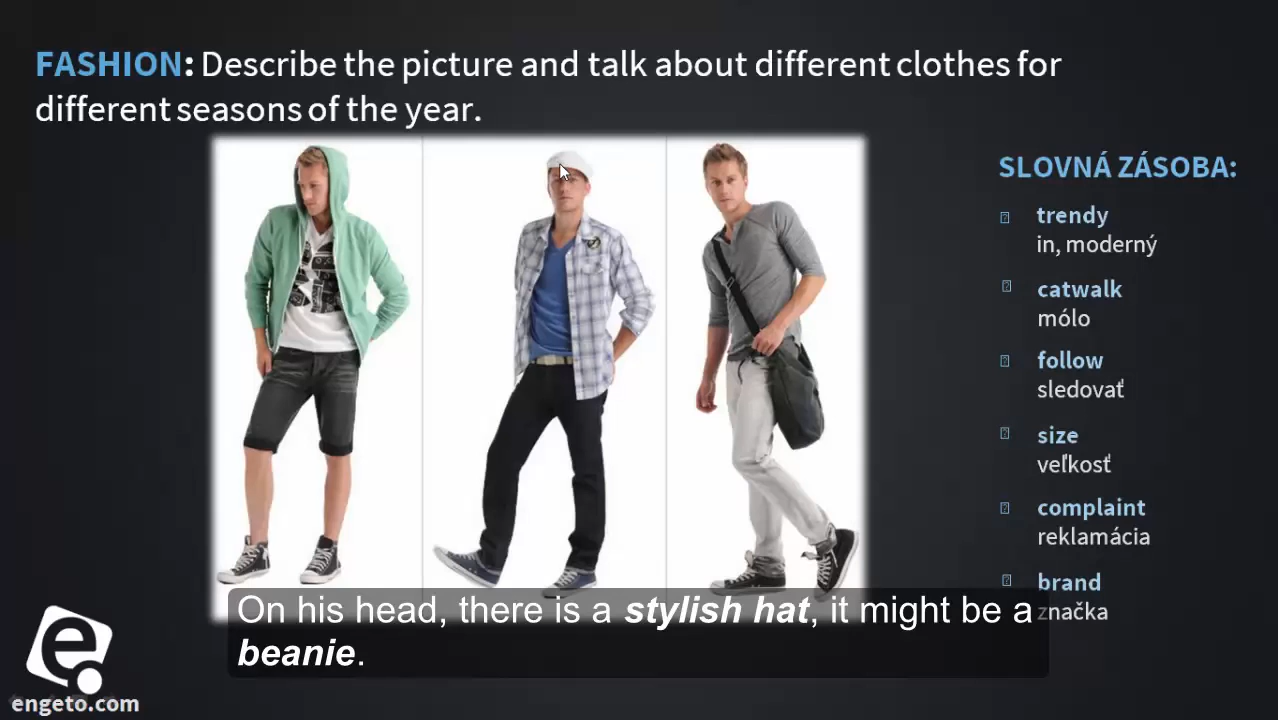 FASHION: Describe the picture and talk about different clothes for
different seasons of the year.
SLOVNÁ ZÁSOBA:
trendy
in, moderný
catwalk
mólo
follow
sledovať
size
veľkosť
complaint
reklamácia
brand
značka
On his head, there is a stylish hat, it might be a
beanie.
e
engeto.com